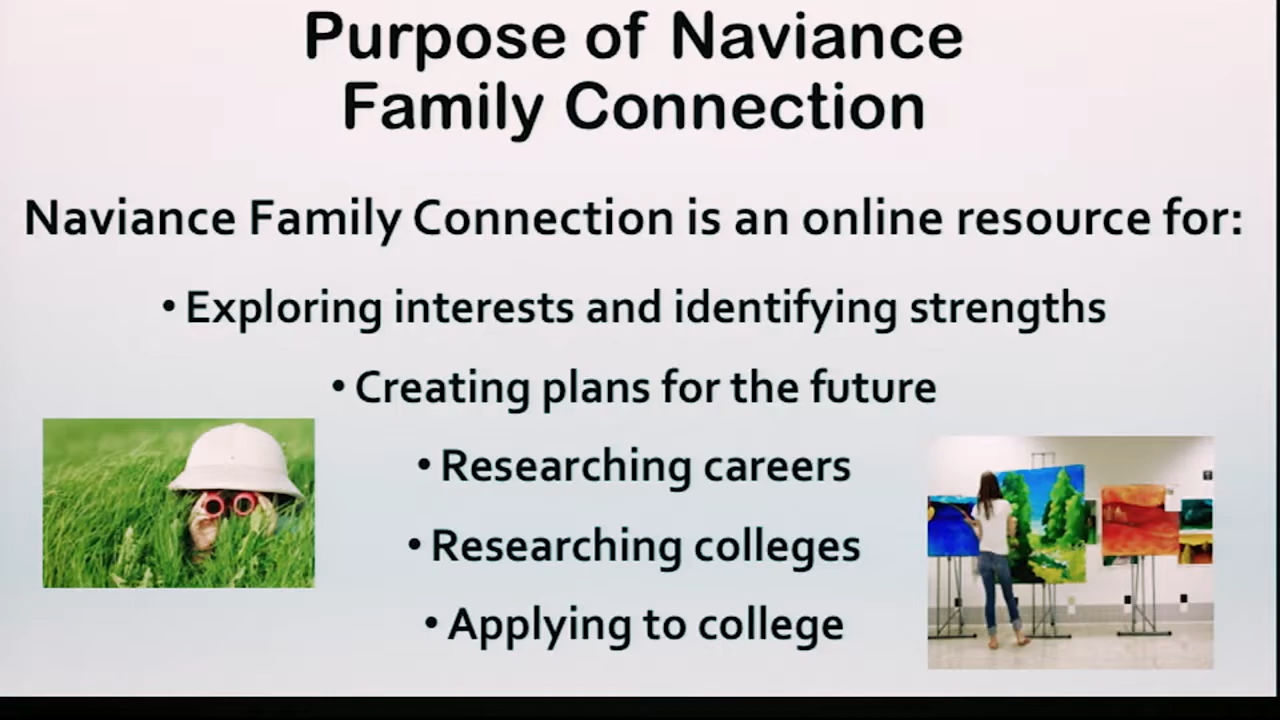 Purpose of Naviance
Family Connection
Naviance Family Connection is an online resource for:
• Exploring interests and identifying strengths
• Creating plans for the future
• Researching careers
• Researching colleges
• Applying to college